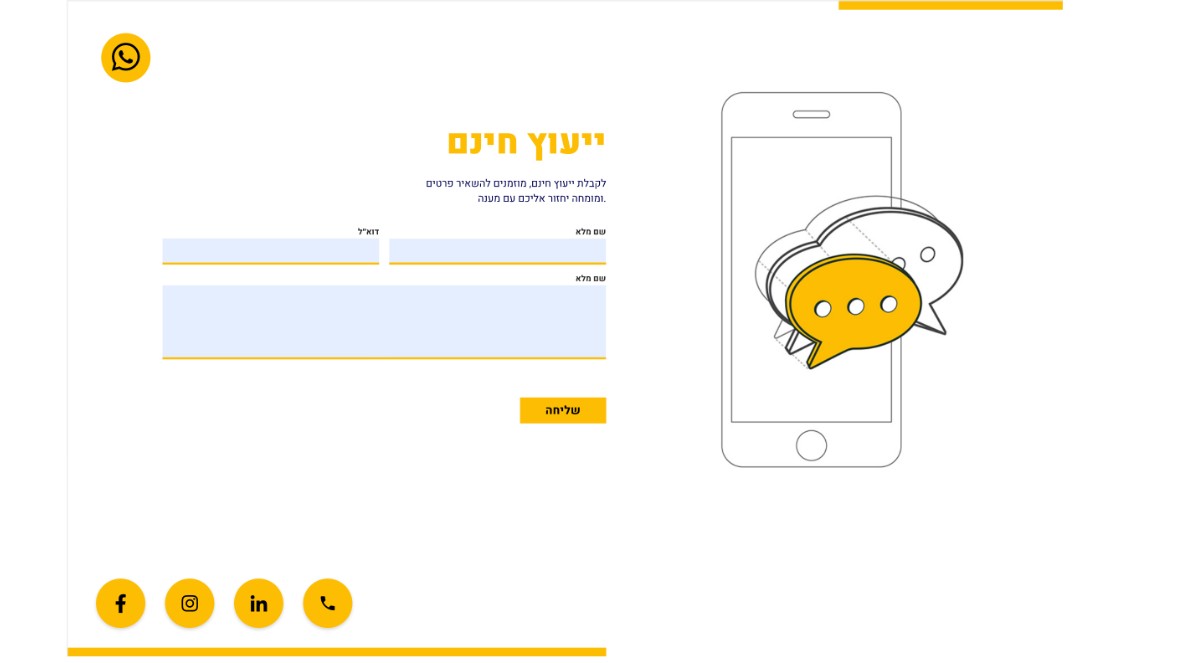 ייעוץ חינם
לקבלת ייעוץ חינם, מוזמנים להשאיר פרטים
ומומחה יחזור אליכם עם מענה.
שם מלא
דוא״ל
שם מלא
שליחה